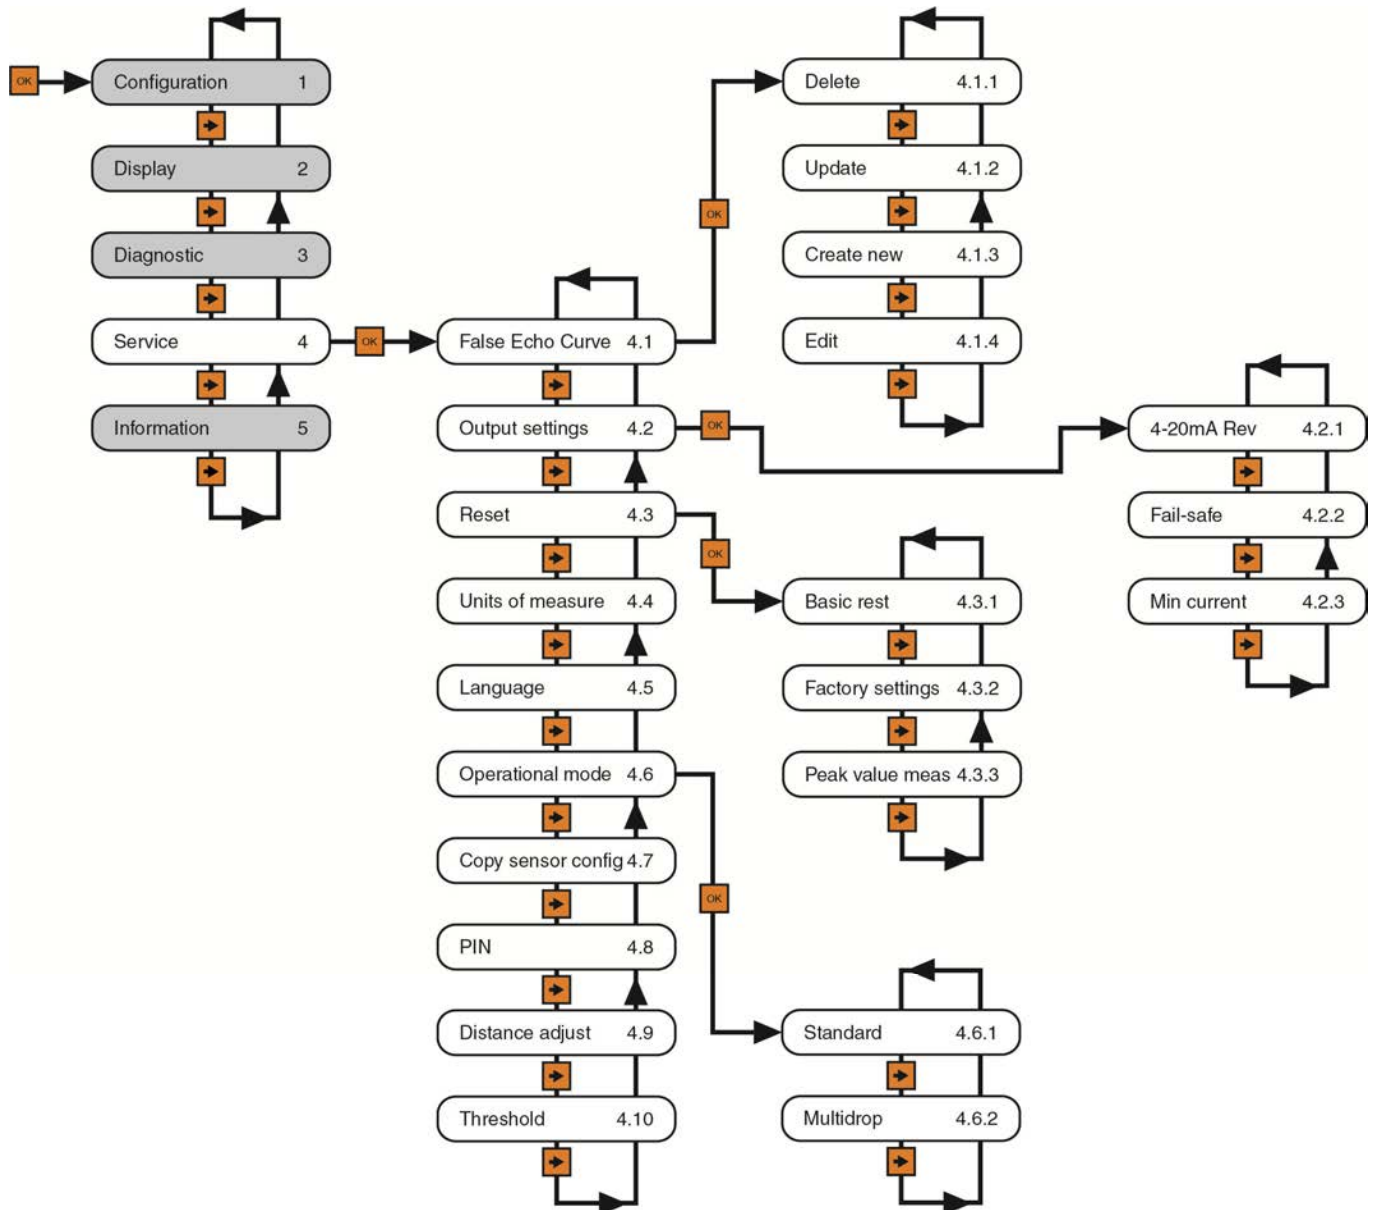 OK
Configuration 1
Display 2
Diagnostic 3
Service 4
Information 5
OK
False Echo Curve 4.1
Output settings 4.2
Reset 4.3
Units of measure 4.4
Language 4.5
Operational mode 4.6
Copy sensor config 4.7
PIN 4.8
Distance adjust 4.9
Threshold 4.10
OK
Delete 4.1.1
Update 4.1.2
Create new 4.1.3
Edit 4.1.4
OK
4-20mA Rev 4.2.1
Fail-safe 4.2.2
Min current 4.2.3
OK
Basic rest 4.3.1
Factory settings 4.3.2
Peak value meas 4.3.3
OK
Standard 4.6.1
Multidrop 4.6.2